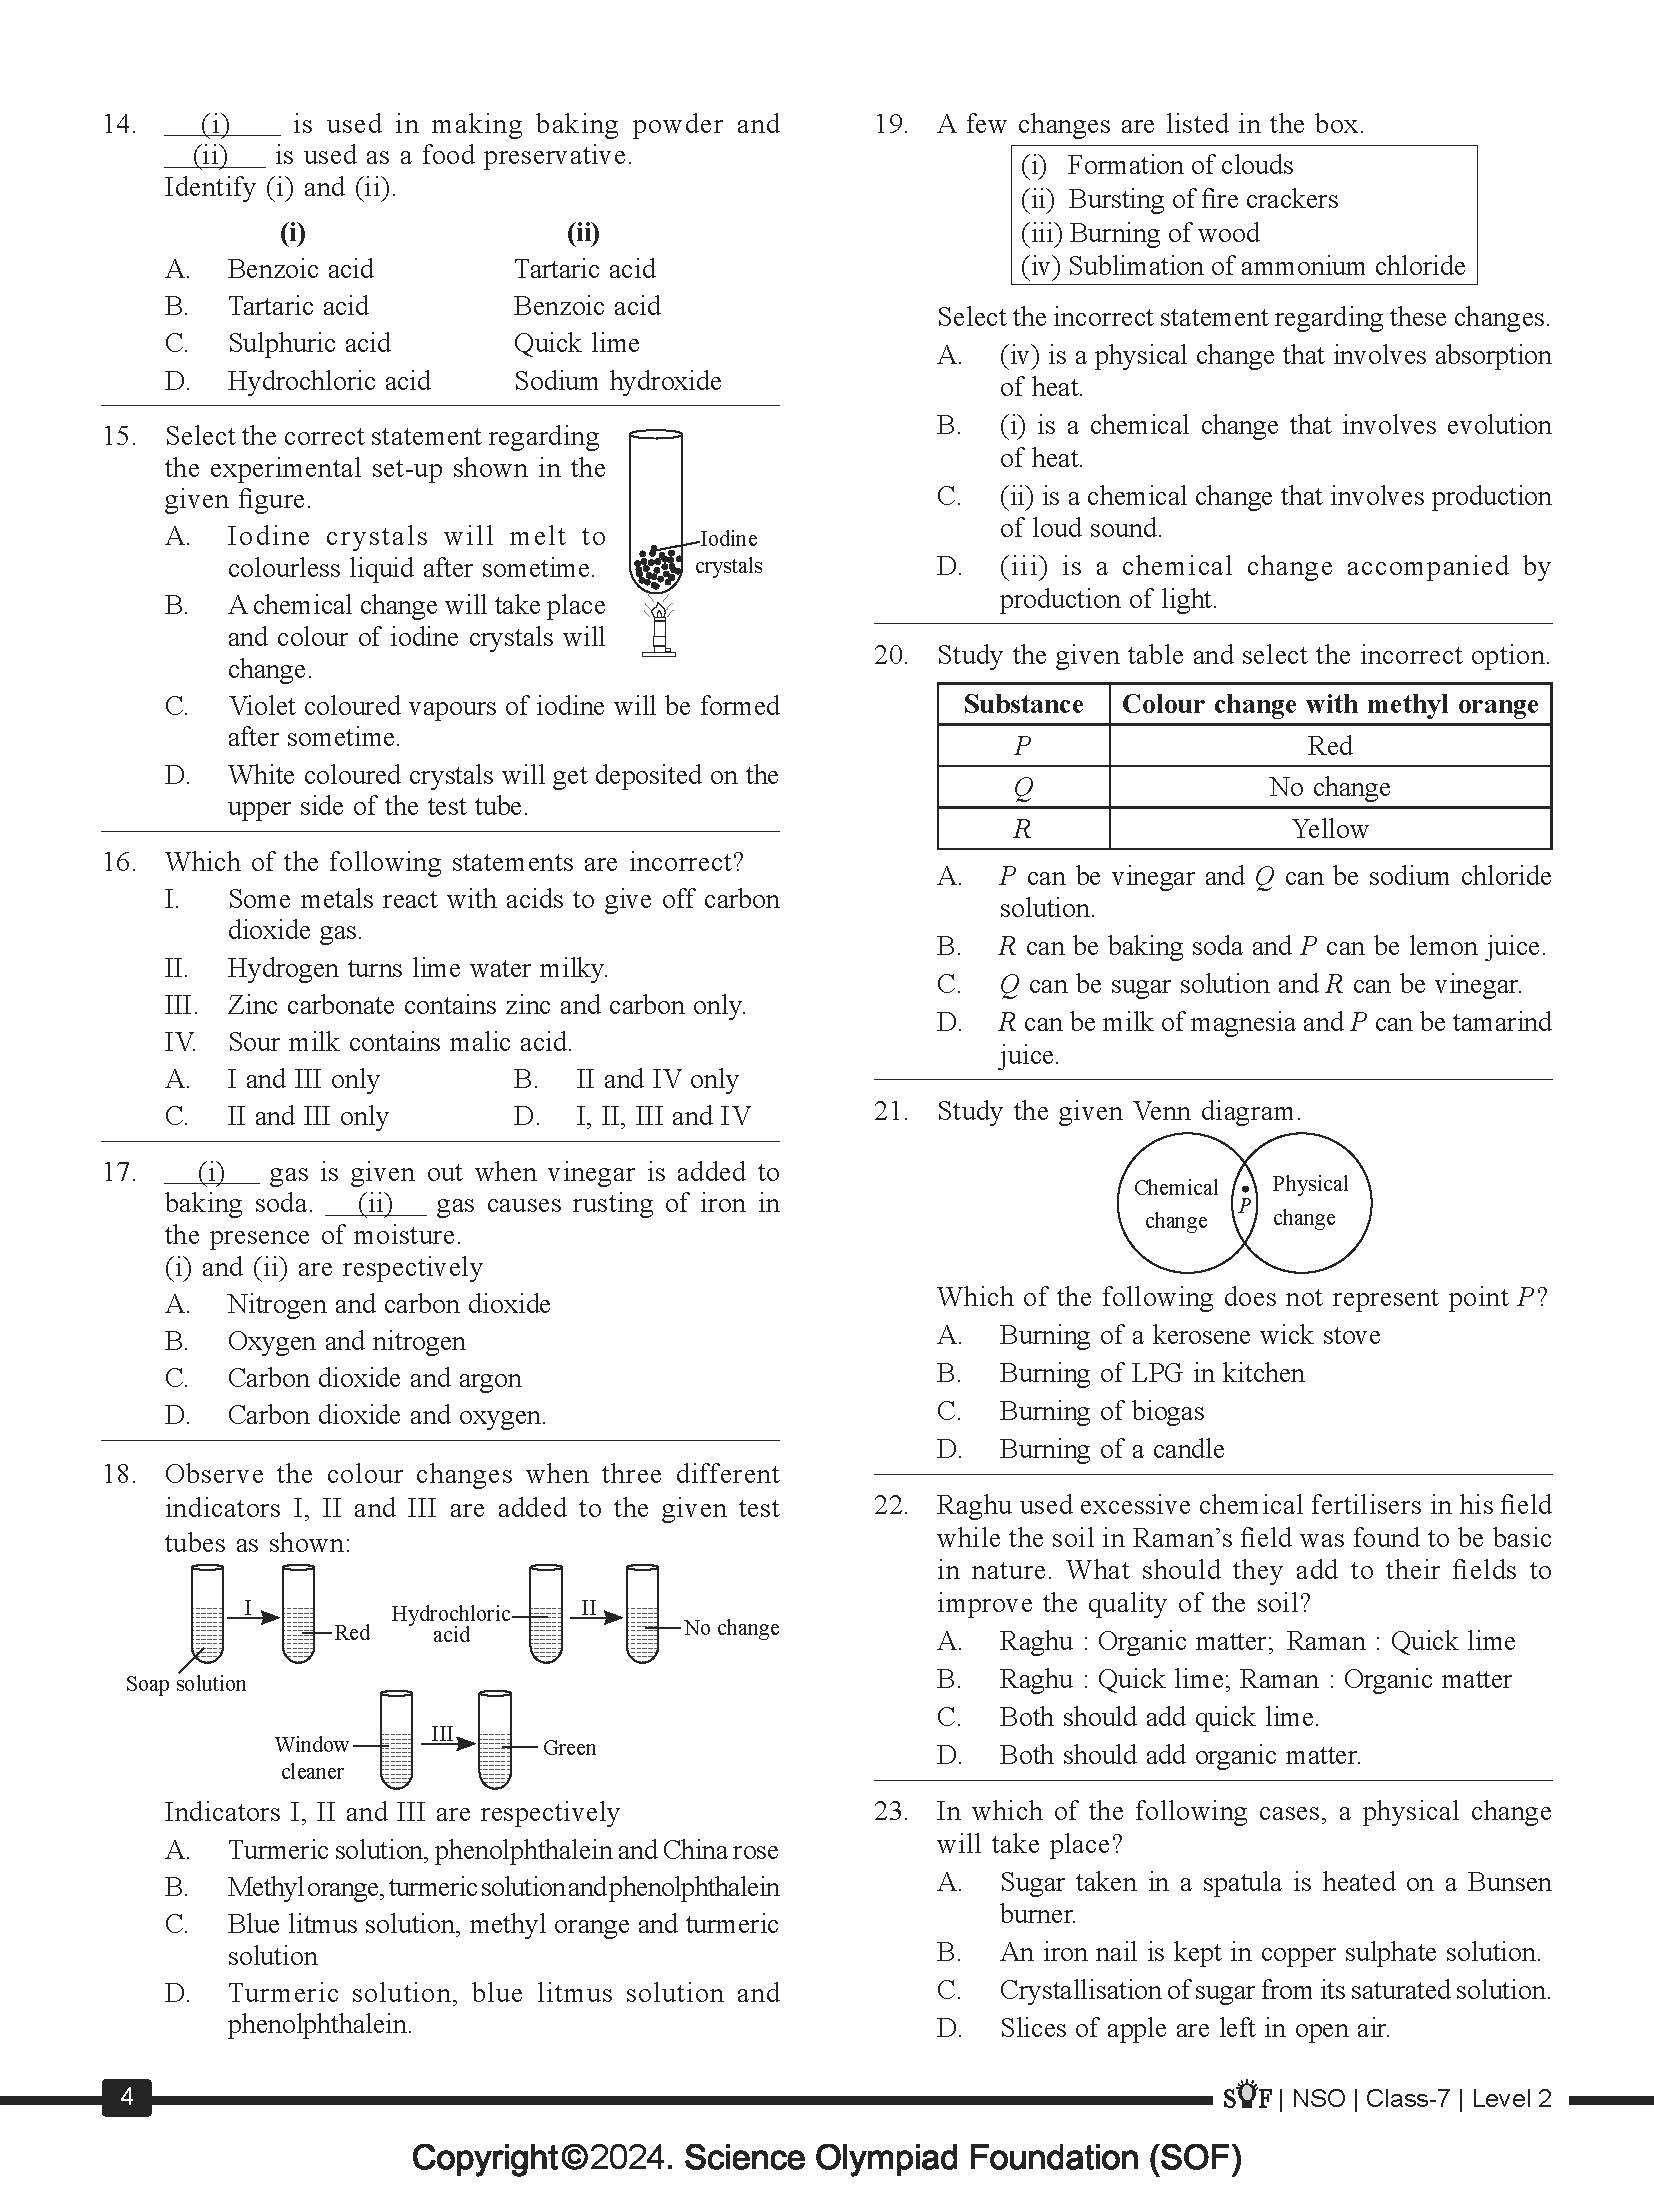 14. (i) is used in making baking powder and
(ii) is used as a food preservative.
Identify (i) and (ii).
(i) (ii)
A. Benzoic acid Tartaric acid
B. Tartaric acid Benzoic acid
C. Sulphuric acid Quick lime
D. Hydrochloric acid Sodium hydroxide
15. Select the correct statement regarding
the experimental set-up shown in the
given figure.
A. Iodine crystals will melt to
colourless liquid after sometime.
B. A chemical change will take place
and colour of iodine crystals will
change.
C. Violet coloured vapours of iodine will be formed
after sometime.
D. White coloured crystals will get deposited on the
upper side of the test tube.
Iodine
crystals
16. Which of the following statements are incorrect?
I. Some metals react with acids to give off carbon
dioxide gas.
II. Hydrogen turns lime water milky.
III. Zinc carbonate contains zinc and carbon only.
IV. Sour milk contains malic acid.
A. I and III only B. II and IV only
C. II and III only D. I, II, III and IV
17. (i) gas is given out when vinegar is added to
baking soda. (ii) gas causes rusting of iron in
the presence of moisture.
(i) and (ii) are respectively
A. Nitrogen and carbon dioxide
B. Oxygen and nitrogen
C. Carbon dioxide and argon
D. Carbon dioxide and oxygen.
18. Observe the colour changes when three different
indicators I, II and III are added to the given test
tubes as shown:
I
Red
Soap solution
Hydrochloric
acid
II
No change
Window
cleaner
III
Green
Indicators I, II and III are respectively
A. Turmeric solution, phenolphthalein and China rose
B. Methyl orange, turmeric solution and phenolphthalein
C. Blue litmus solution, methyl orange and turmeric
solution
D. Turmeric solution, blue litmus solution and
phenolphthalein.
19. A few changes are listed in the box.
(i) Formation of clouds
(ii) Bursting of fire crackers
(iii) Burning of wood
(iv) Sublimation of ammonium chloride
Select the incorrect statement regarding these changes.
A. (iv) is a physical change that involves absorption
of heat.
B. (i) is a chemical change that involves evolution
of heat.
C. (ii) is a chemical change that involves production
of loud sound.
D. (iii) is a chemical change accompanied by
production of light.
20. Study the given table and select the incorrect option.
Substance Colour change with methyl orange
P Red
Q No change
R Yellow
A. P can be vinegar and Q can be sodium chloride
solution.
B. R can be baking soda and P can be lemon juice.
C. Q can be sugar solution and R can be vinegar.
D. R can be milk of magnesia and P can be tamarind
juice.
21. Study the given Venn diagram.
Chemical
change
P
Physical
change
Which of the following does not represent point P?
A. Burning of a kerosene wick stove
B. Burning of LPG in kitchen
C. Burning of biogas
D. Burning of a candle
22. Raghu used excessive chemical fertilisers in his field
while the soil in Raman's field was found to be basic
in nature. What should they add to their fields to
improve the quality of the soil?
A. Raghu : Organic matter; Raman : Quick lime
B. Raghu : Quick lime; Raman : Organic matter
C. Both should add quick lime.
D. Both should add organic matter.
23. In which of the following cases, a physical change
will take place?
A. Sugar taken in a spatula is heated on a Bunsen
burner.
B. An iron nail is kept in copper sulphate solution.
C. Crystallisation of sugar from its saturated solution.
D. Slices of apple are left in open air.
4
SOF | NSO | Class-7 | Level 2
Copyright©2024. Science Olympiad Foundation (SOF)